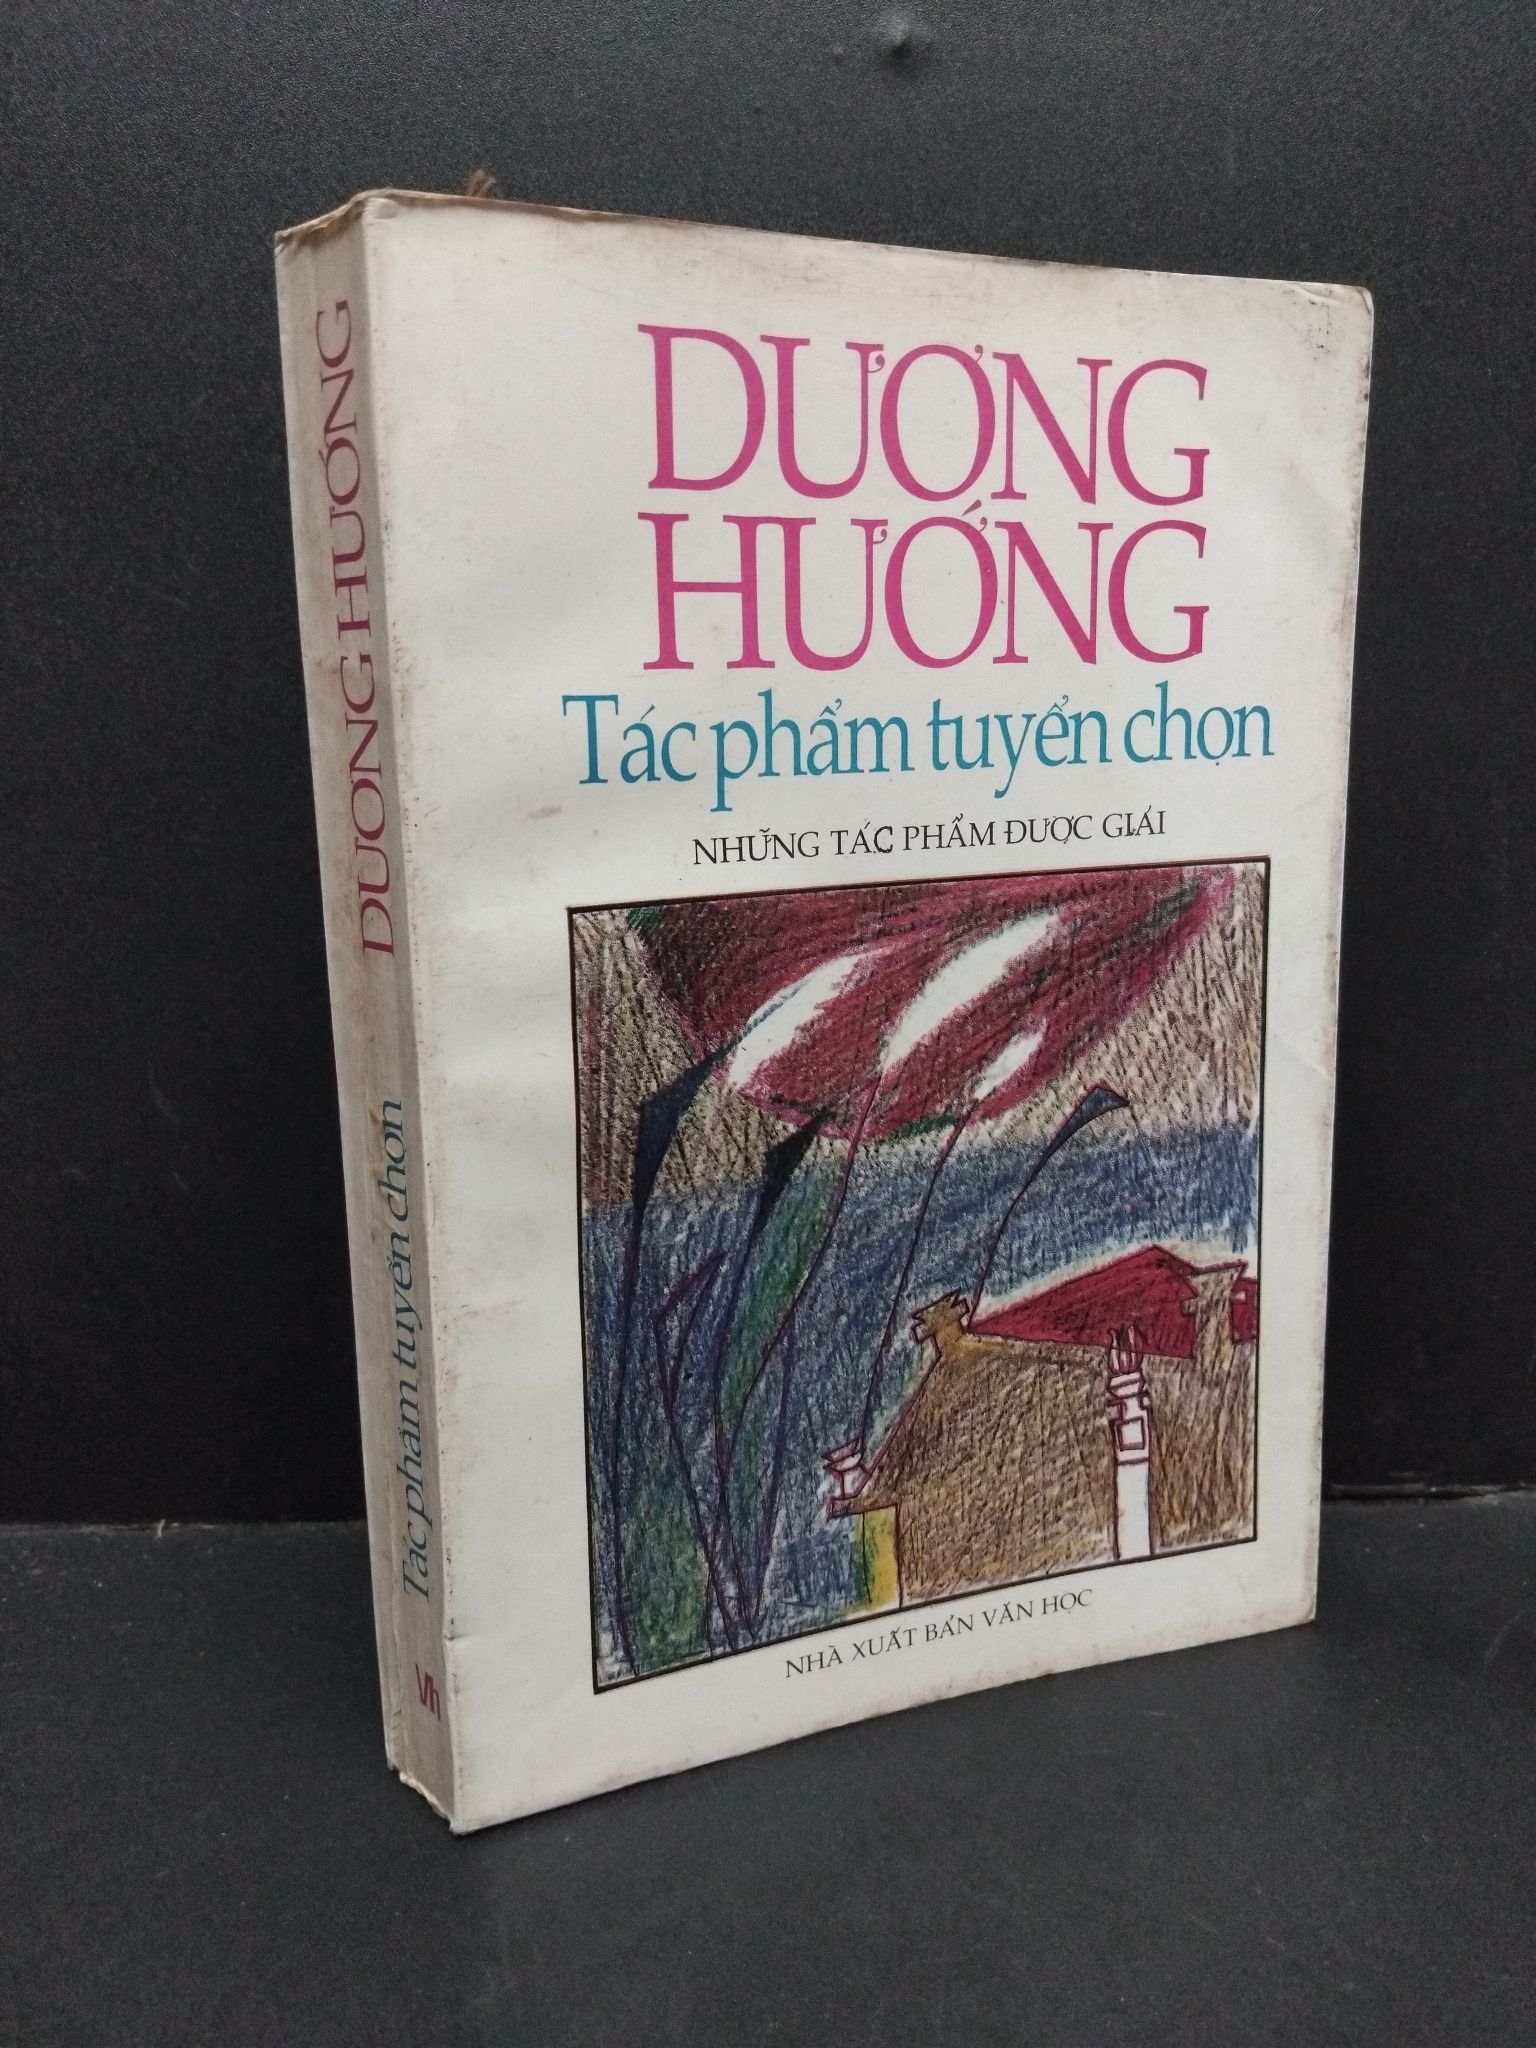 DƯƠNG
HƯỚNG
Tác phẩm tuyển chọn
NHỮNG TÁC PHẨM ĐƯỢC GIẢI
NHÀ XUẤT BẢN VĂN HỌC
DƯƠNG HƯỚNG
Tác phẩm tuyển chọn
Vh